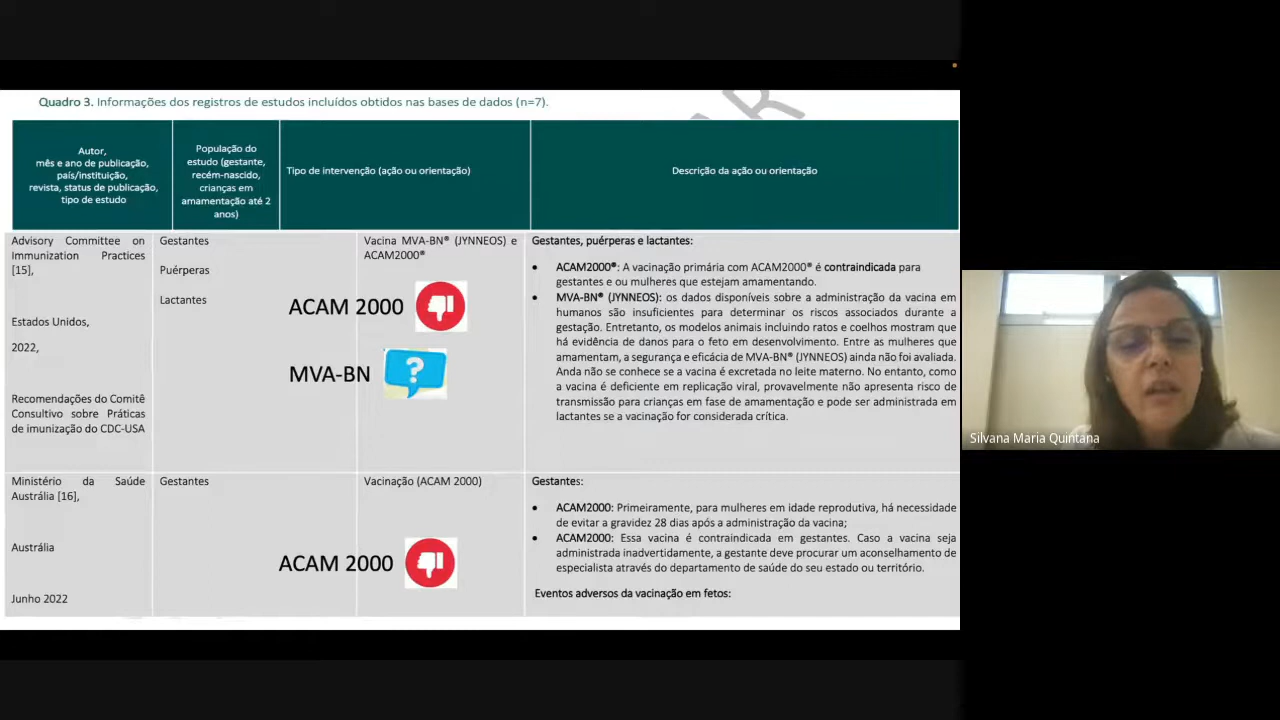 Quadro 3. Informações dos registros de estudos incluídos obtidos nas bases de dados (n=7).
Autor,
mês e ano de publicação,
país/instituição,
revista, status de publicação,
tipo de estudo
População do
estudo (gestante,
recém-nascido,
crianças em
amamentação até 2
anos)
Tipo de intervenção (ação ou orientação)
Descrição da ação ou orientação
Advisory Committee on
Immunization Practices
[15],
Estados Unidos,
2022,
Recomendações do Comitê
Consultivo sobre Práticas
de imunização do CDC-USA
Gestantes
Puérperas
Lactantes
Vacina MVA-BN® (JYNNEOS) e
ACAM2000®
ACAM 2000
MVA-BN
?
Gestantes, puérperas e lactantes:
• ACAM2000®: A vacinação primária com ACAM2000® é contraindicada para
gestantes e ou mulheres que estejam amamentando.
• MVA-BN® (JYNNEOS): os dados disponíveis sobre a administração da vacina em
humanos são insuficientes para determinar os riscos associados durante a
gestação. Entretanto, os modelos animais incluindo ratos e coelhos mostram que
há evidência de danos para o feto em desenvolvimento. Entre as mulheres que
amamentam, a segurança e eficácia de MVA-BN® (JYNNEOS) ainda não foi avaliada.
Anda não se conhece se a vacina é excretada no leite materno. No entanto, como
a vacina é deficiente em replicação viral, provavelmente não apresenta risco de
transmissão para crianças em fase de amamentação e pode ser administrada em
lactantes se a vacinação for considerada crítica.
Ministério da Saúde
Austrália [16],
Austrália
Junho 2022
Gestantes
Vacinação (ACAM 2000)
ACAM 2000
Gestantes:
• ACAM2000: Primeiramente, para mulheres em idade reprodutiva, há necessidade
de evitar a gravidez 28 dias após a administração da vacina;
• ACAM2000: Essa vacina é contraindicada em gestantes. Caso a vacina seja
administrada inadvertidamente, a gestante deve procurar um aconselhamento de
especialista através do departamento de saúde do seu estado ou território.
Eventos adversos da vacinação em fetos:
Silvana Maria Quintana